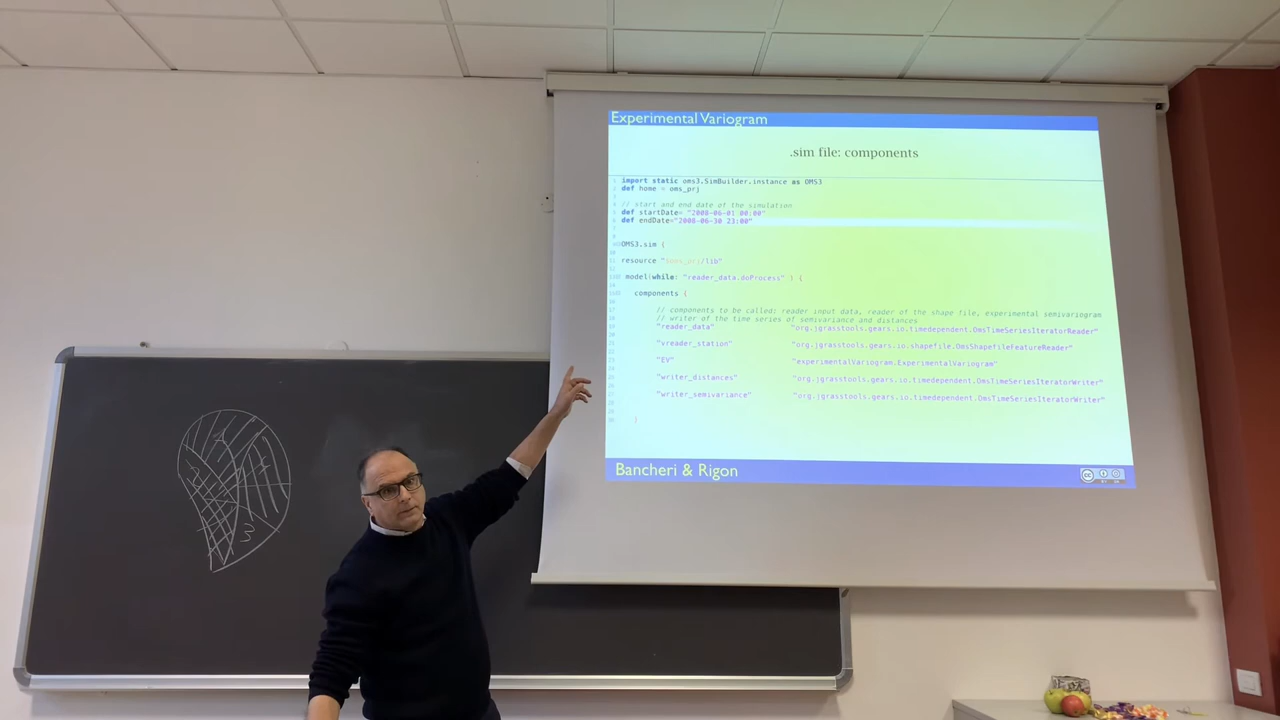 Experimental Variogram
.sim file: components
import static oms3.SimBuilder.instance as OMS3
def home = oms_prj
// start and end date of the simulation
def startDate= "2008-06-01 00:00"
def endDate="2008-06-30 23:00"
OMS3.sim {
resource "$oms_prj/lib"
model(while: "reader_data.doProcess" ) {
components {
// components to be called: reader input data, reader of the shape file, experimental semivariogram
// writer of the time series of semivariance and distances
"reader_data" "org.jgrasstools.gears.io.timedependent.OmsTimeSeriesIteratorReader"
"vreader_station" "org.jgrasstools.gears.io.shapefile.OmsShapefileFeatureReader"
"EV" "experimentalVariogram.ExperimentalVariogram"
"writer_distances" "org.jgrasstools.gears.io.timedependent.OmsTimeSeriesIteratorWriter"
"writer_semivariance" "org.jgrasstools.gears.io.timedependent.OmsTimeSeriesIteratorWriter"
}
Bancheri & Rigon